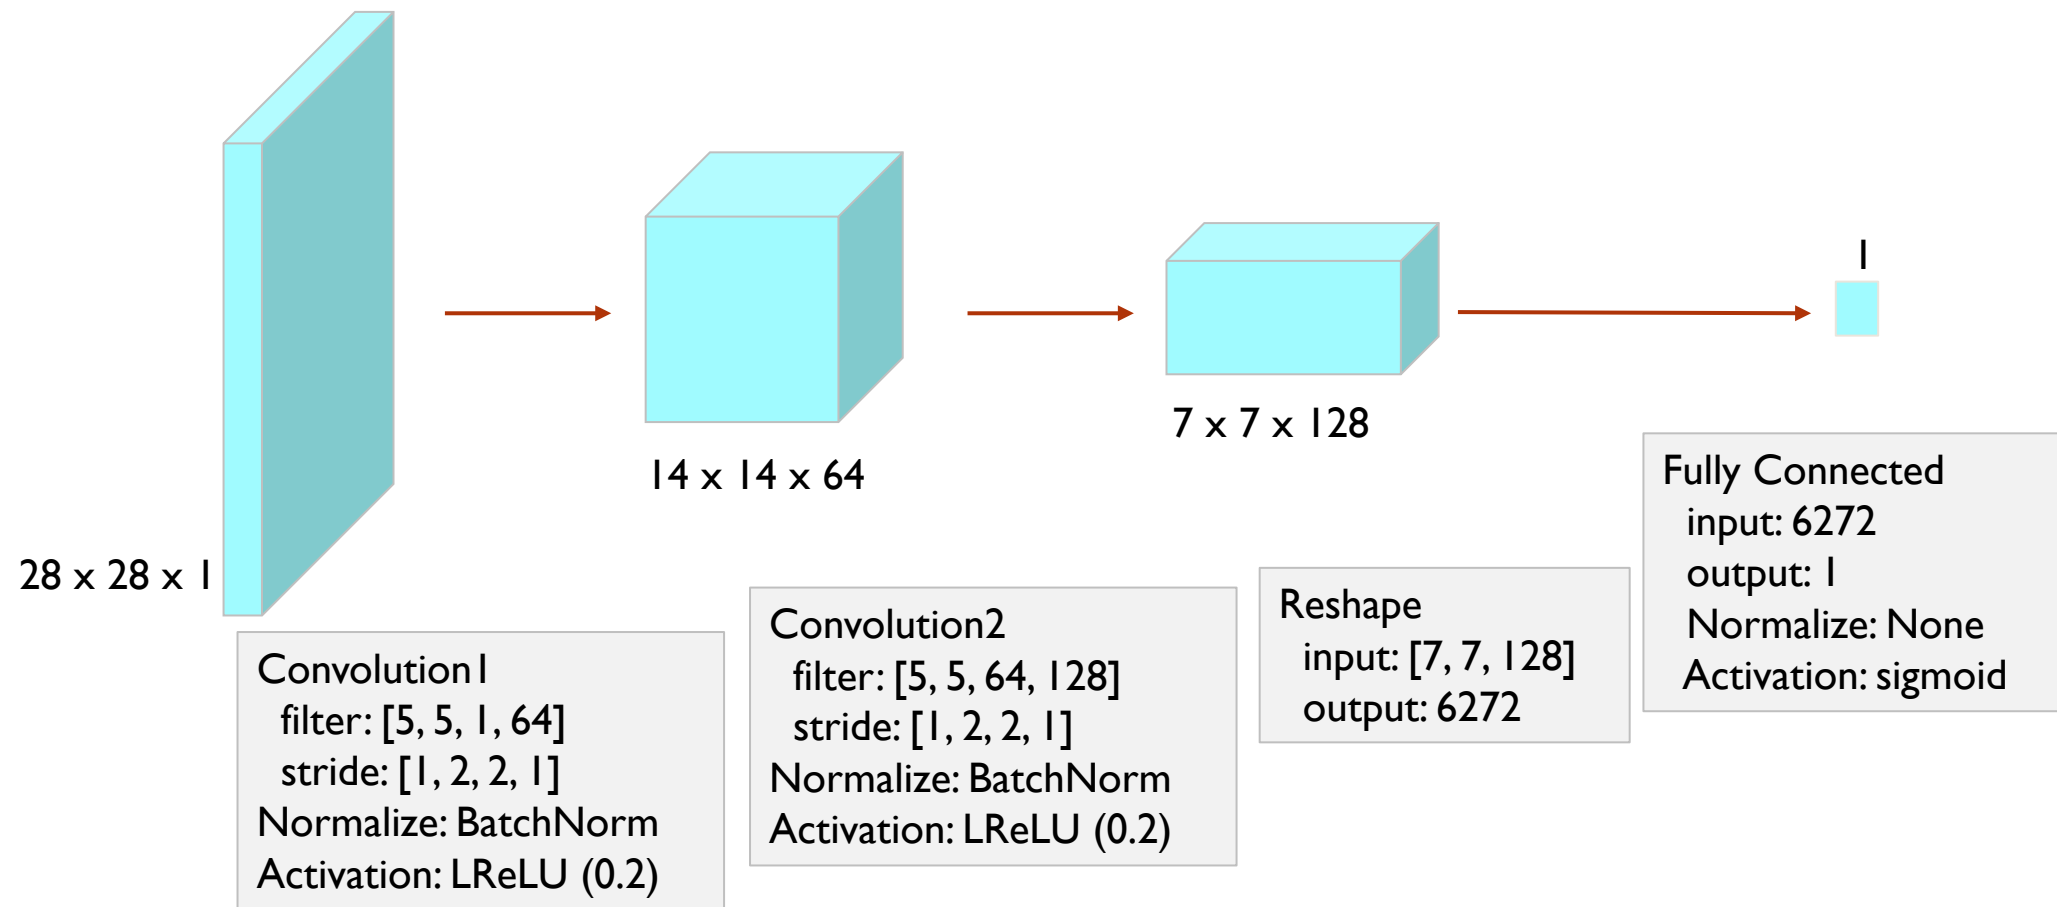 28 x 28 x 1
Convolution1
filter: [5, 5, 1, 64]
stride: [1, 2, 2, 1]
Normalize: BatchNorm
Activation: LReLU (0.2)
14 x 14 x 64
Convolution2
filter: [5, 5, 64, 128]
stride: [1, 2, 2, 1]
Normalize: BatchNorm
Activation: LReLU (0.2)
7 x 7 x 128
Reshape
input: [7, 7, 128]
output: 6272
1
Fully Connected
input: 6272
output: 1
Normalize: None
Activation: sigmoid